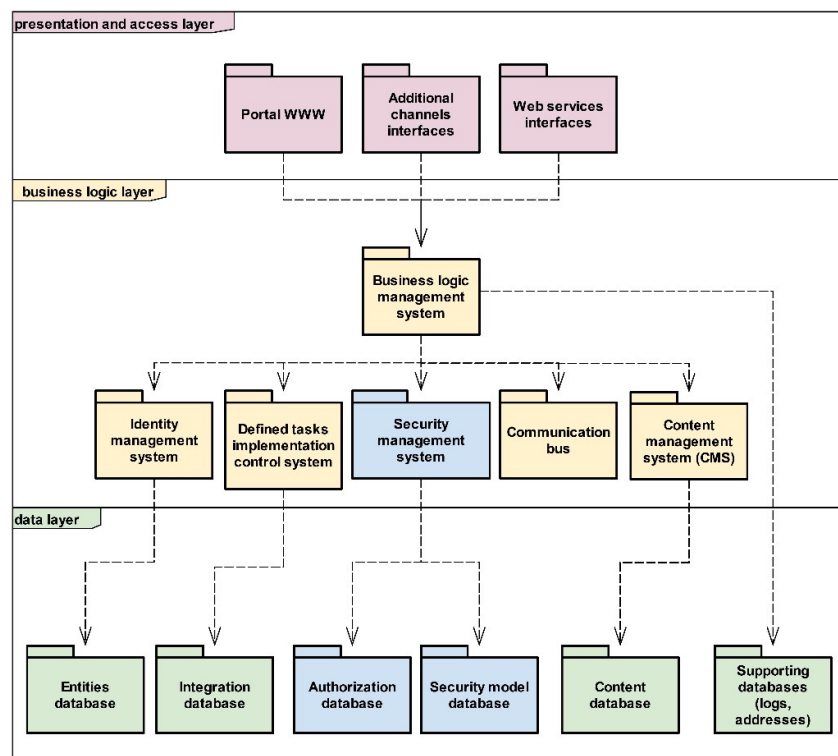 presentation and access layer
Portal WWW
Additional
channels
interfaces
Web services
interfaces
business logic layer
Business logic
management
system
Identity
management
system
Defined tasks
implementation
control system
Security
management
system
Communication
bus
Content
management
system (CMS)
data layer
Entities
database
Integration
database
Authorization
database
Security model
database
Content
database
Supporting
databases
(logs,
addresses)